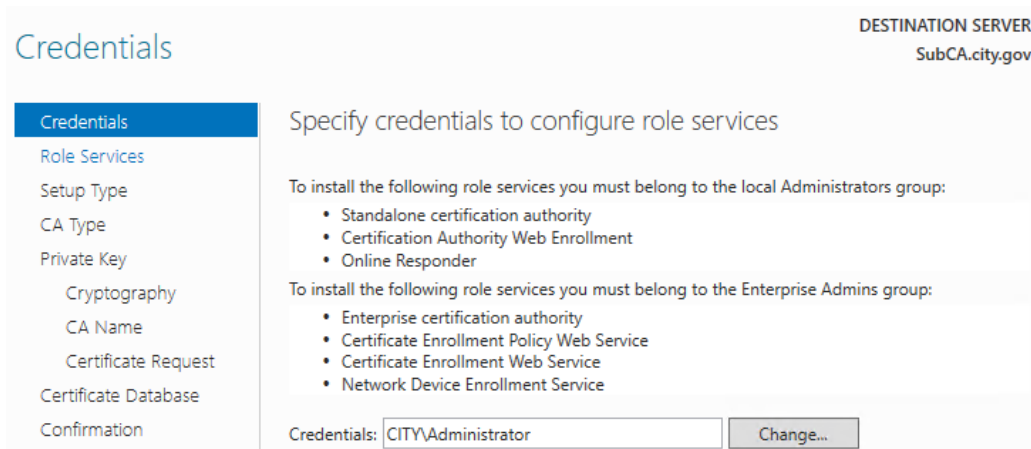 Credentials
DESTINATION SERVER
SubCA.city.gov
Credentials
Role Services
Setup Type
CA Type
Private Key
Cryptography
CA Name
Certificate Request
Certificate Database
Confirmation
Specify credentials to configure role services
To install the following role services you must belong to the local Administrators group:
• Standalone certification authority
• Certification Authority Web Enrollment
• Online Responder
To install the following role services you must belong to the Enterprise Admins group:
• Enterprise certification authority
• Certificate Enrollment Policy Web Service
• Certificate Enrollment Web Service
• Network Device Enrollment Service
Credentials: CITY\Administrator Change...